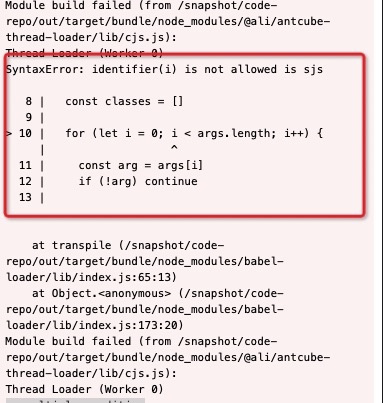 Module build failed (from /snapshot/code-
repo/out/target/bundle/node_modules/@ali/antcube-
thread-loader/lib/cjs.js):
Thread Loader (Worker 0)
SyntaxError: identifier(i) is not allowed is sjs
8 |   const classes = []
9 |
> 10 |   for (let i = 0; i < args.length; i++) {
|                   ^
11 |     const arg = args[i]
12 |     if (!arg) continue
13 |
at transpile (/snapshot/code-
repo/out/target/bundle/node_modules/babel-
loader/lib/index.js:65:13)
at Object.<anonymous> (/snapshot/code-
repo/out/target/bundle/node_modules/babel-
loader/lib/index.js:173:20)
Module build failed (from /snapshot/code-
repo/out/target/bundle/node_modules/@ali/antcube-
thread-loader/lib/cjs.js):
Thread Loader (Worker 0)